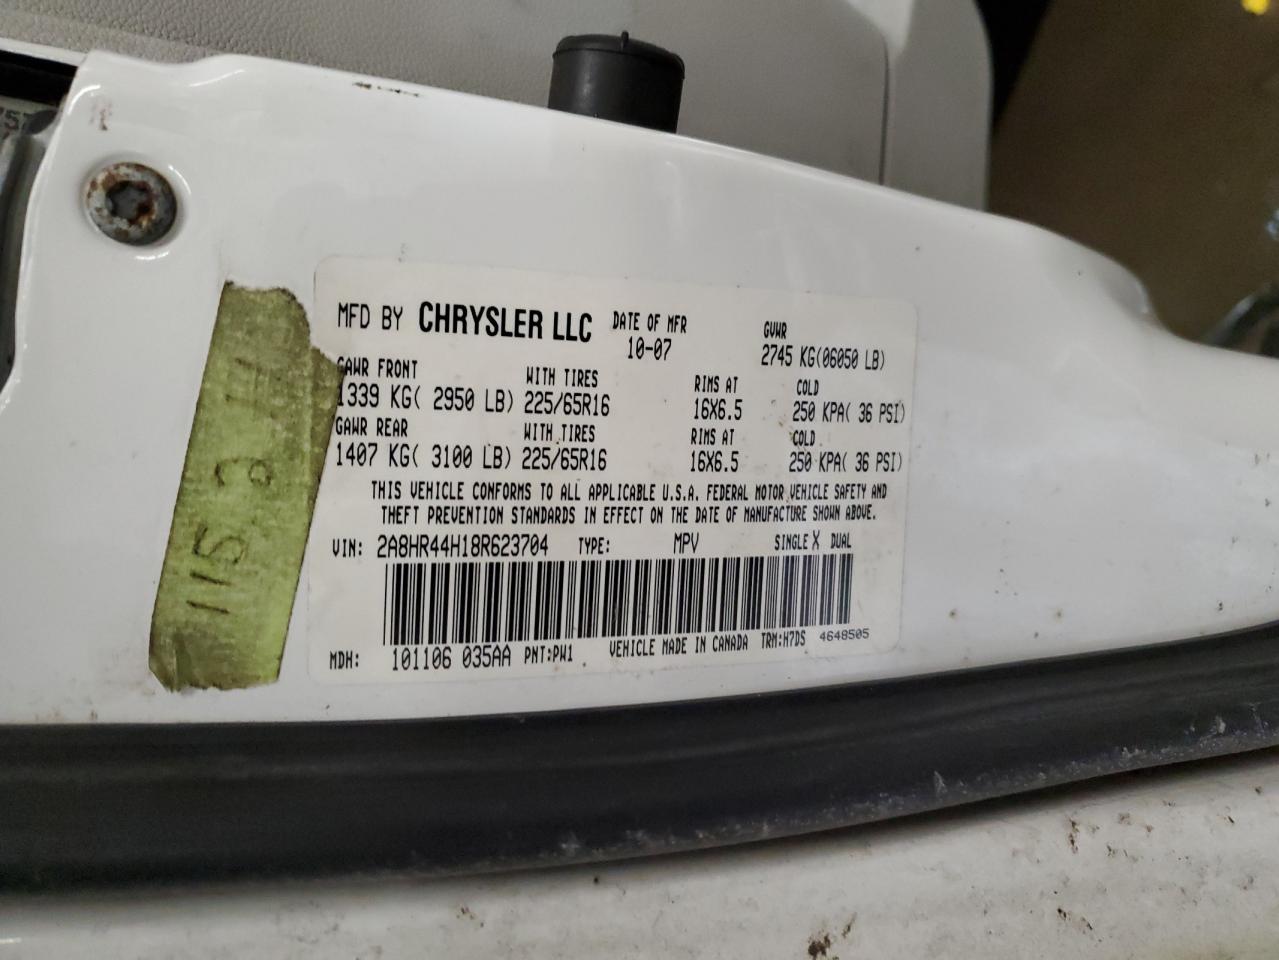 MFD BY CHRYSLER LLC DATE OF MFR GVWR
10-07 2745 KG(06050 LB)
GAWR FRONT WITH TIRES RIMS AT COLD
1339 KG( 2950 LB) 225/65R16 16X6.5 250 KPA( 36 PSI)
GAWR REAR WITH TIRES RIMS AT COLD
1407 KG( 3100 LB) 225/65R16 16X6.5 250 KPA( 36 PSI)
THIS VEHICLE CONFORMS TO ALL APPLICABLE U.S.A. FEDERAL MOTOR VEHICLE SAFETY AND
THEFT PREVENTION STANDARDS IN EFFECT ON THE DATE OF MANUFACTURE SHOWN ABOVE.
VIN: 2A8HR44H18R623704 TYPE: MPV SINGLE X DUAL
MDH: 101106 035AA PNT:PW1 VEHICLE MADE IN CANADA TRM:H7DS 4648505